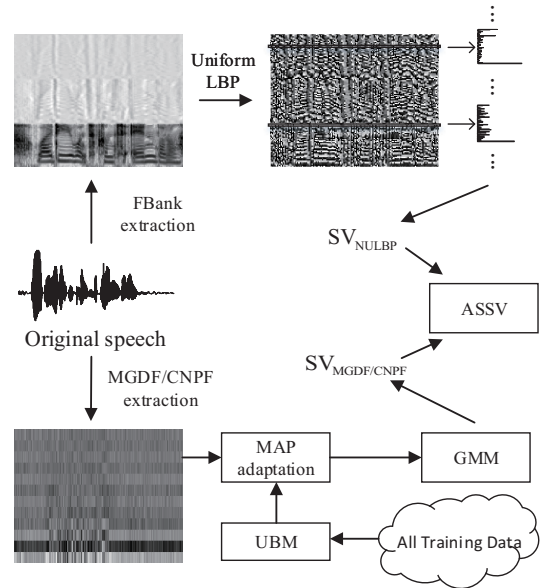 Uniform
LBP
FBank
extraction
SV_NULBP
ASSV
Original speech
MGDF/CNPF
extraction
SV_MGDF/CNPF
MAP
adaptation
GMM
UBM
All Training Data